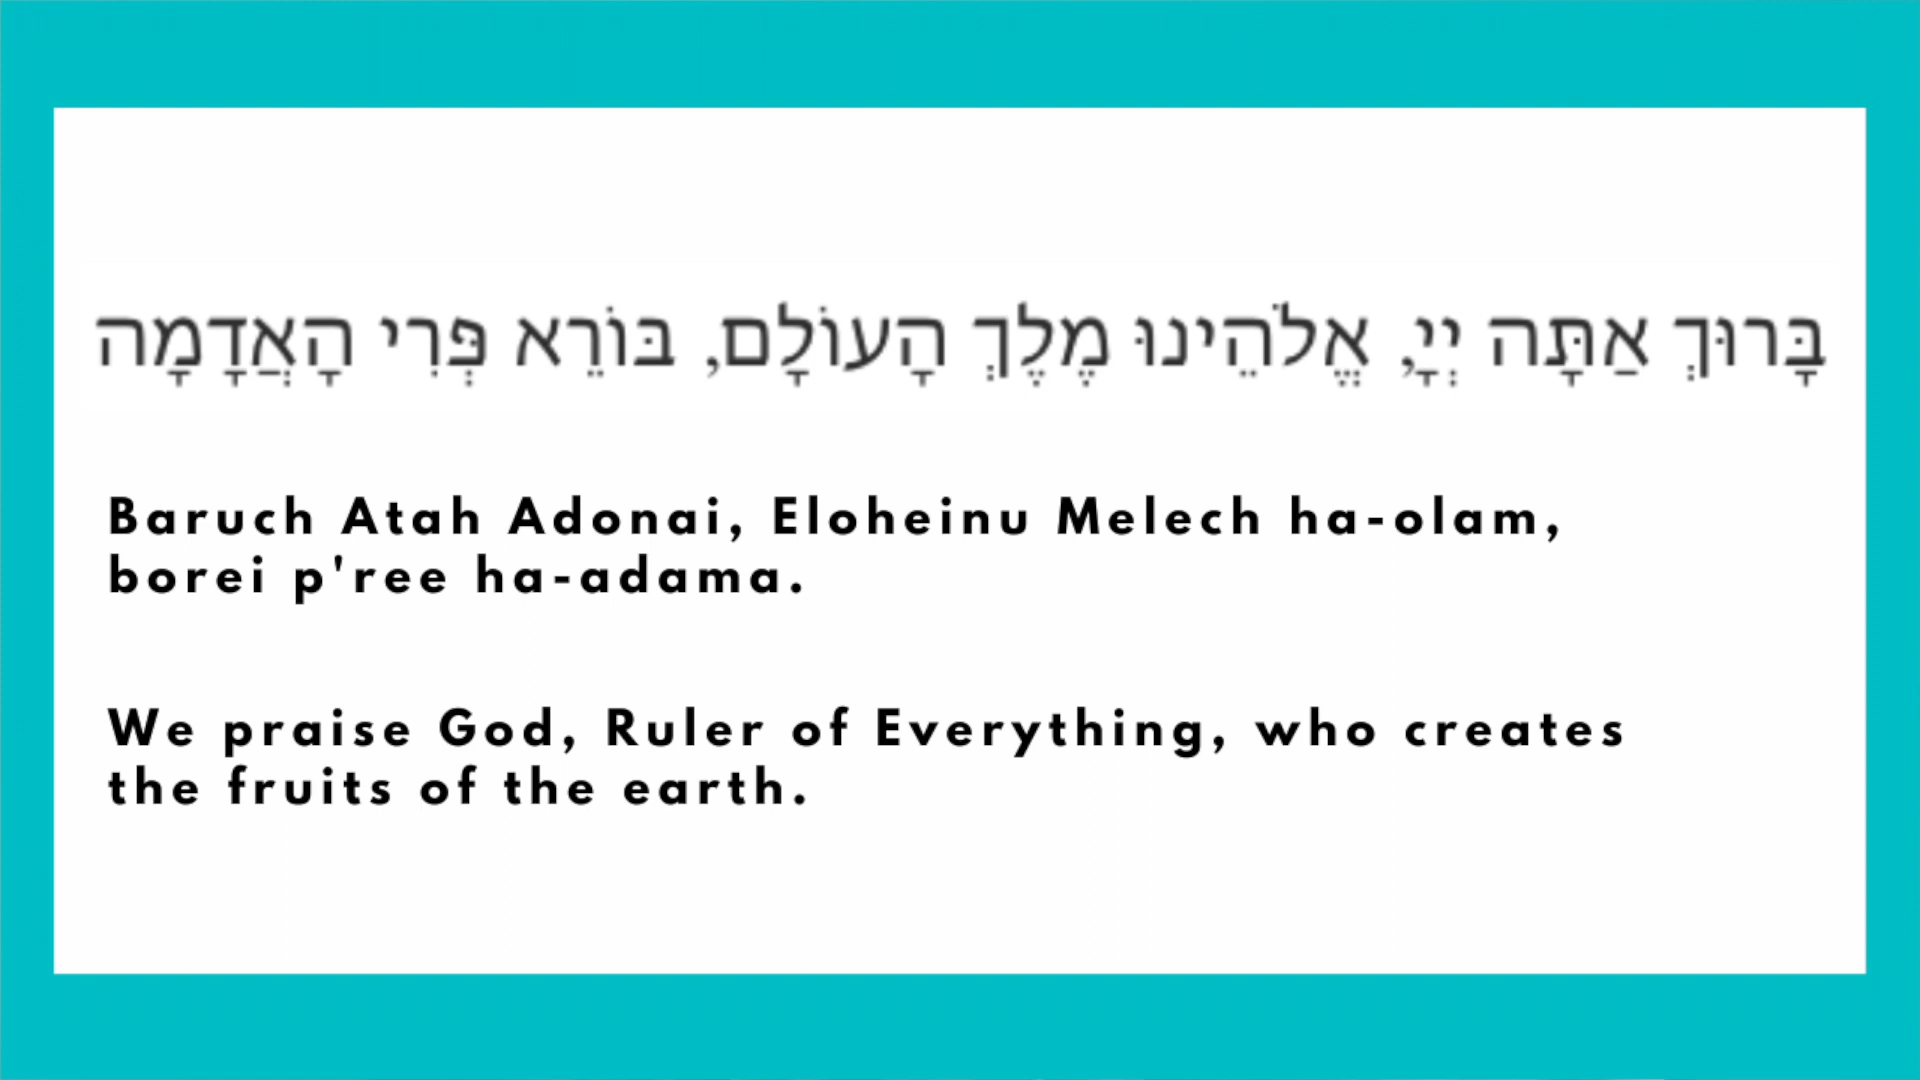 בָּרוּךְ אַתָּה יְיָ, אֱלֹהֵינוּ מֶלֶךְ הָעוֹלָם, בּוֹרֵא פְּרִי הָאֲדָמָה
Baruch Atah Adonai, Eloheinu Melech ha-olam,
borei p'ree ha-adama.
We praise God, Ruler of Everything, who creates
the fruits of the earth.